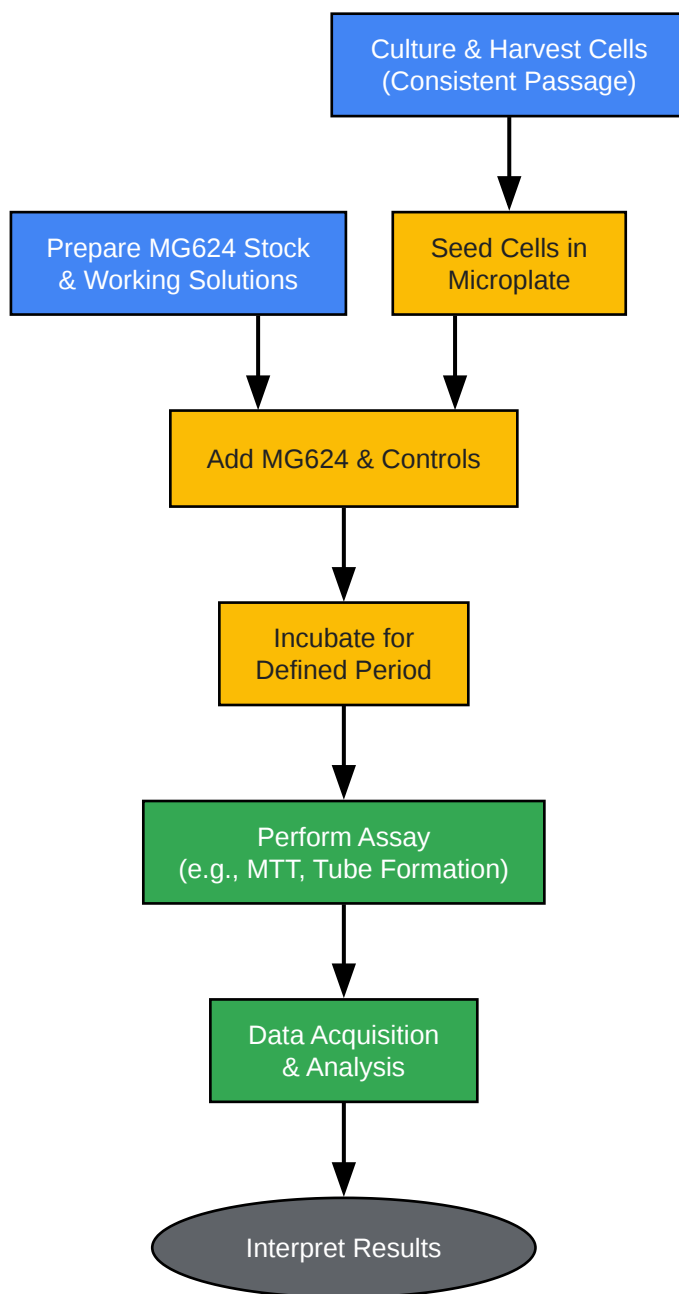 Culture & Harvest Cells
(Consistent Passage)
Prepare MG624 Stock
& Working Solutions
Seed Cells in
Microplate
Add MG624 & Controls
Incubate for
Defined Period
Perform Assay
(e.g., MTT, Tube Formation)
Data Acquisition
& Analysis
Interpret Results